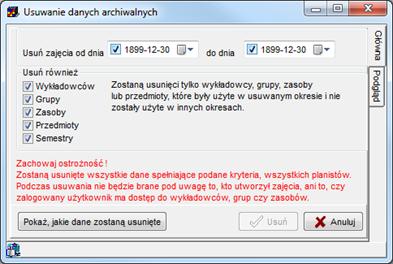 Usuwanie danych archiwalnych
Usuń zajęcia od dnia 1899-12-30 do dnia 1899-12-30
Główna
Podgląd
Usuń również
Wykładowców
Grupy
Zasoby
Przedmioty
Semestry
Zostaną usunięci tylko wykładowcy, grupy, zasoby
lub przedmioty, które były użyte w usuwanym okresie i nie
zostały użyte w innych okresach.
Zachowaj ostrożność !
Zostaną usunięte wszystkie dane spełniające podane kryteria, wszystkich planistów.
Podczas usuwania nie będzie brane pod uwagę to, kto utworzył zajęcia, ani to, czy
zalogowany użytkownik ma dostęp do wykładowców, grup czy zasobów.
Pokaż, jakie dane zostaną usunięte
Usuń
Anuluj